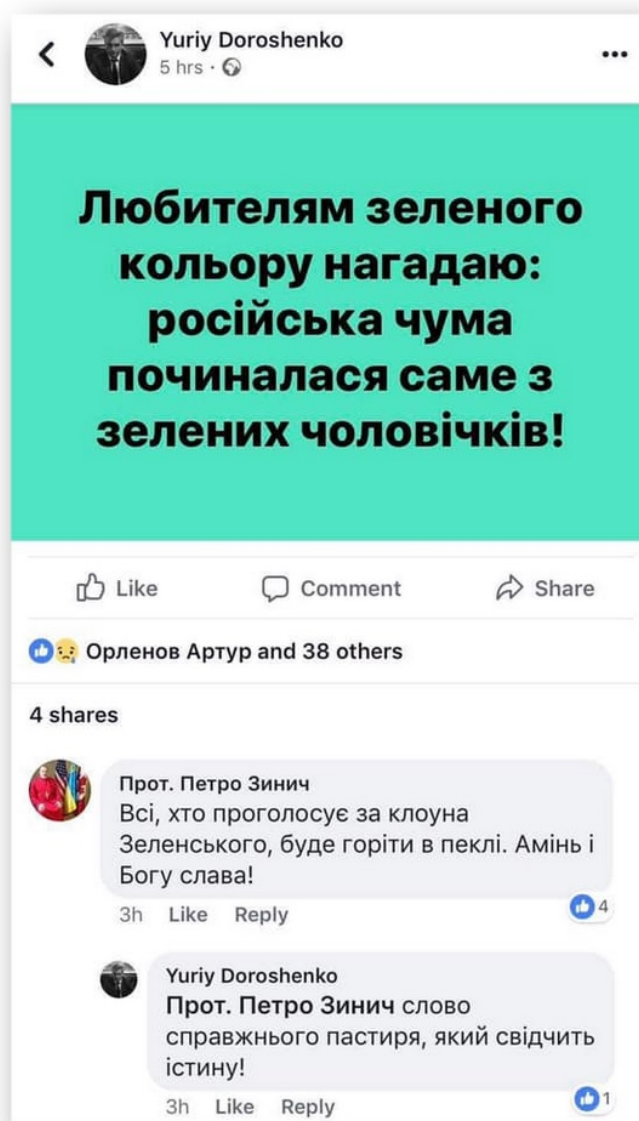 Yuriy Doroshenko
5 hrs ·
Любителям зеленого
кольору нагадаю:
російська чума
починалася саме з
зелених чоловічків!
Like Comment Share
Орленов Артур and 38 others
4 shares
Прот. Петро Зинич
Всі, хто проголосує за клоуна
Зеленського, буде горіти в пеклі. Амінь і
Богу слава!
3h Like Reply 4
Yuriy Doroshenko
Прот. Петро Зинич слово
справжнього пастиря, який свідчить
істину!
3h Like Reply 1